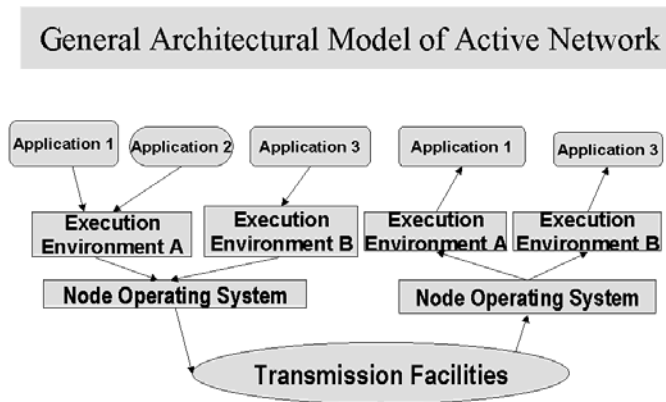 General Architectural Model of Active Network
Application 1
Application 2
Application 3
Application 1
Application 3
Execution
Environment A
Execution
Environment B
Execution
Environment A
Execution
Environment B
Node Operating System
Node Operating System
Transmission Facilities